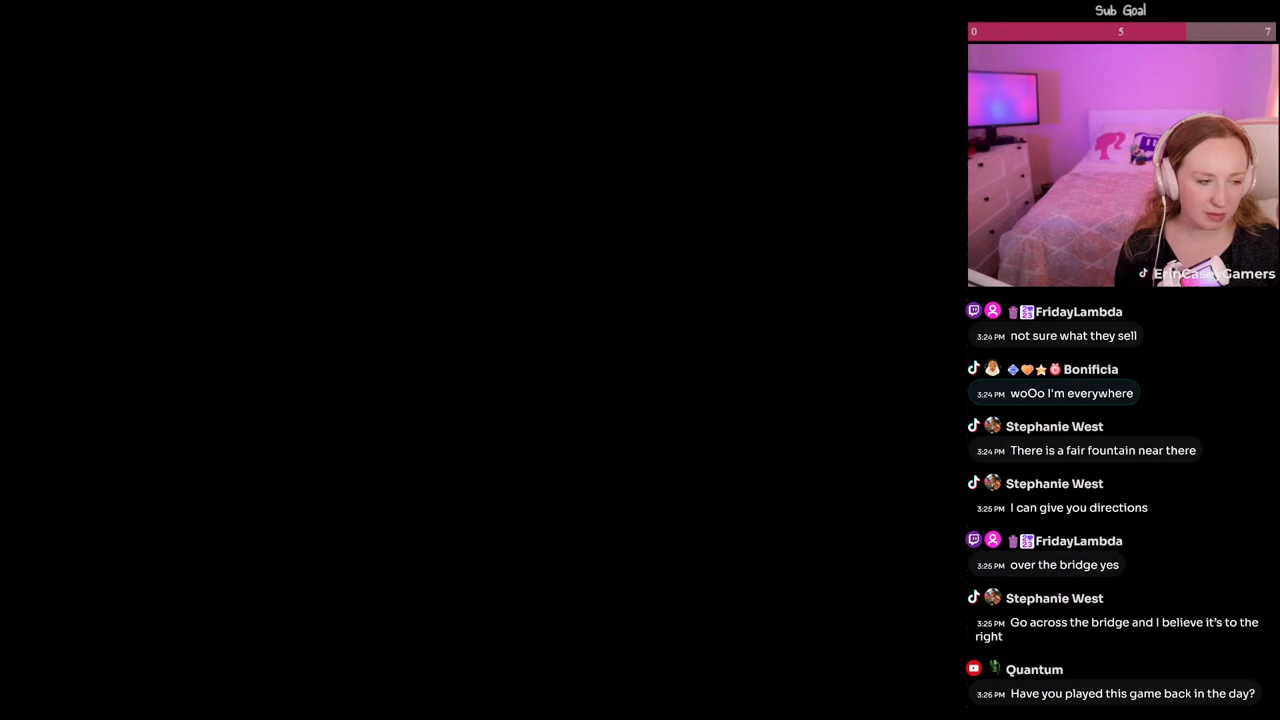 Sub Goal
0 5 7
ErinCaseyGamers
FridayLambda
3:24 PM not sure what they sell
Bonificia
3:24 PM woOo I'm everywhere
Stephanie West
3:24 PM There is a fair fountain near there
Stephanie West
3:25 PM I can give you directions
FridayLambda
3:25 PM over the bridge yes
Stephanie West
3:25 PM Go across the bridge and I believe it's to the
right
Quantum
3:26 PM Have you played this game back in the day?